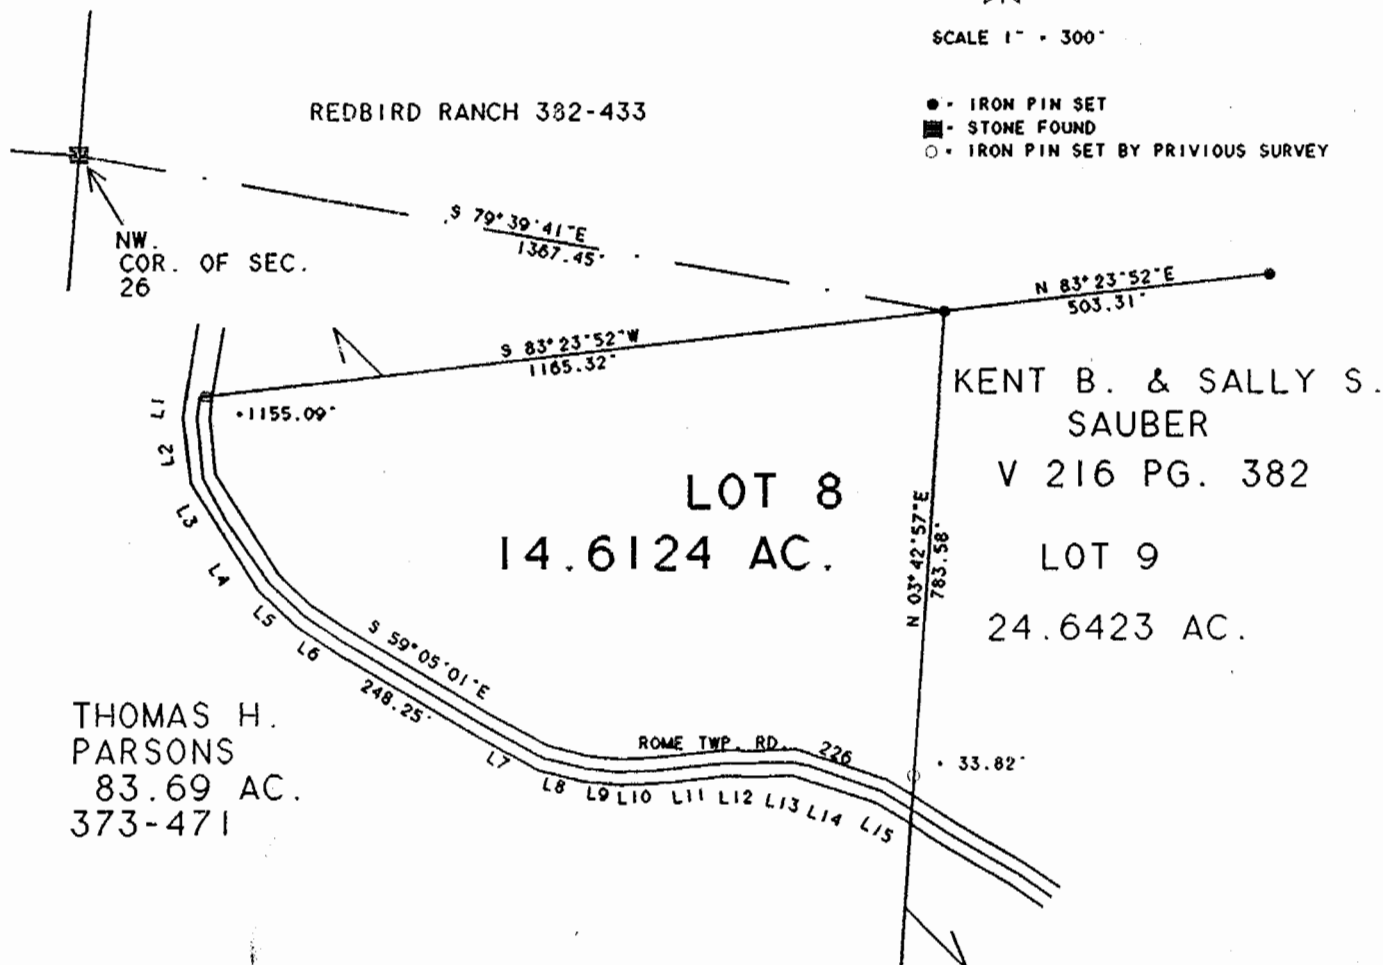 SCALE 1" = 300'
REDBIRD RANCH 382-433
●- IRON PIN SET
■- STONE FOUND
○- IRON PIN SET BY PRIVIOUS SURVEY
NW.
COR. OF SEC.
26
S 79°39'41"E
1367.45'
N 83°23'52"E
503.31'
S 83°23'52"W
1165.32'
•1155.09'
KENT B. & SALLY S.
SAUBER
V 216 PG. 382
LOT 8
14.6124 AC.
N 03°42'57"E
783.58'
LOT 9
24.6423 AC.
L1
L2
L3
L4
L5
L6
S 59°05'01"E
248.25'
THOMAS H.
PARSONS
83.69 AC.
373-471
ROME TWP. RD. 226
• 33.82'
L7
L8
L9
L10
L11
L12
L13
L14
L15